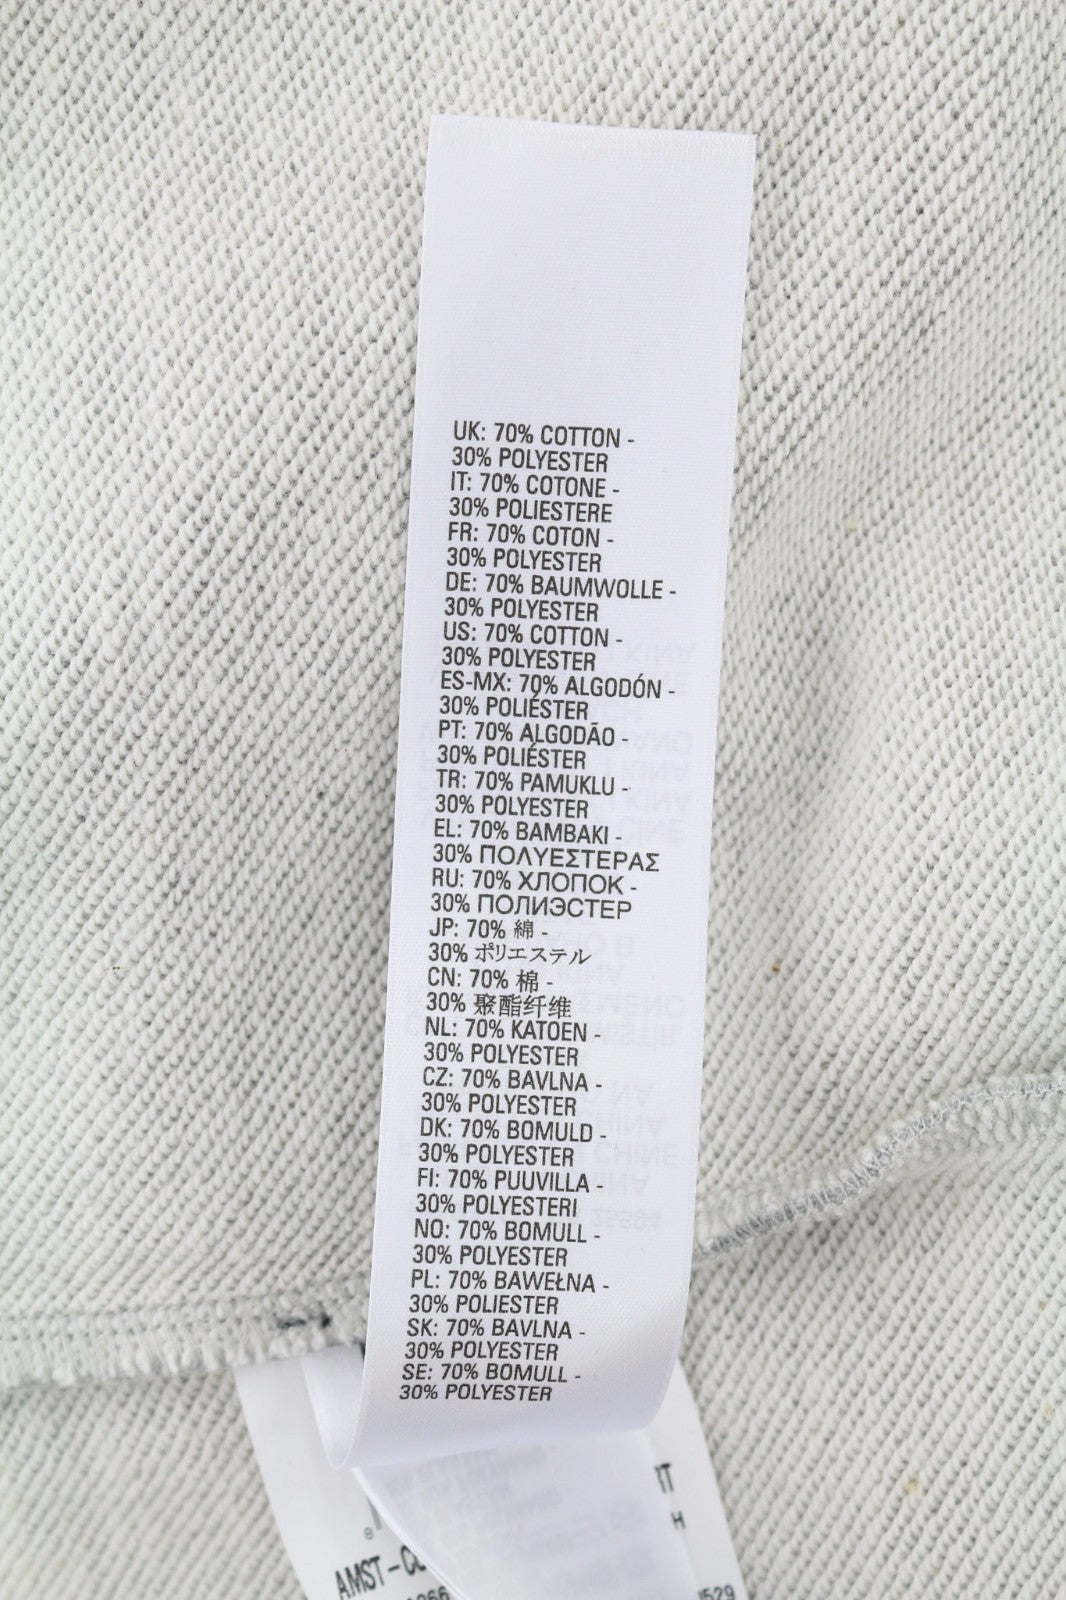 UK: 70% COTTON -
30% POLYESTER
IT: 70% COTONE -
30% POLIESTERE
FR: 70% COTON -
30% POLYESTER
DE: 70% BAUMWOLLE -
30% POLYESTER
US: 70% COTTON -
30% POLYESTER
ES-MX: 70% ALGODÓN -
30% POLIÉSTER
PT: 70% ALGODÃO -
30% POLIÉSTER
TR: 70% PAMUKLU -
30% POLYESTER
EL: 70% ΒΑΜΒΑΚΙ -
30% ΠΟΛΥΕΣΤΕΡΑΣ
RU: 70% ХЛОПОК -
30% ПОЛИЭСТЕР
JP: 70% 綿 -
30% ポリエステル
CN: 70% 棉 -
30% 聚酯纤维
NL: 70% KATOEN -
30% POLYESTER
CZ: 70% BAVLNA -
30% POLYESTER
DK: 70% BOMULD -
30% POLYESTER
FI: 70% PUUVILLA -
30% POLYESTERI
NO: 70% BOMULL -
30% POLYESTER
PL: 70% BAWEŁNA -
30% POLIESTER
SK: 70% BAVLNA -
30% POLYESTER
SE: 70% BOMULL -
30% POLYESTER